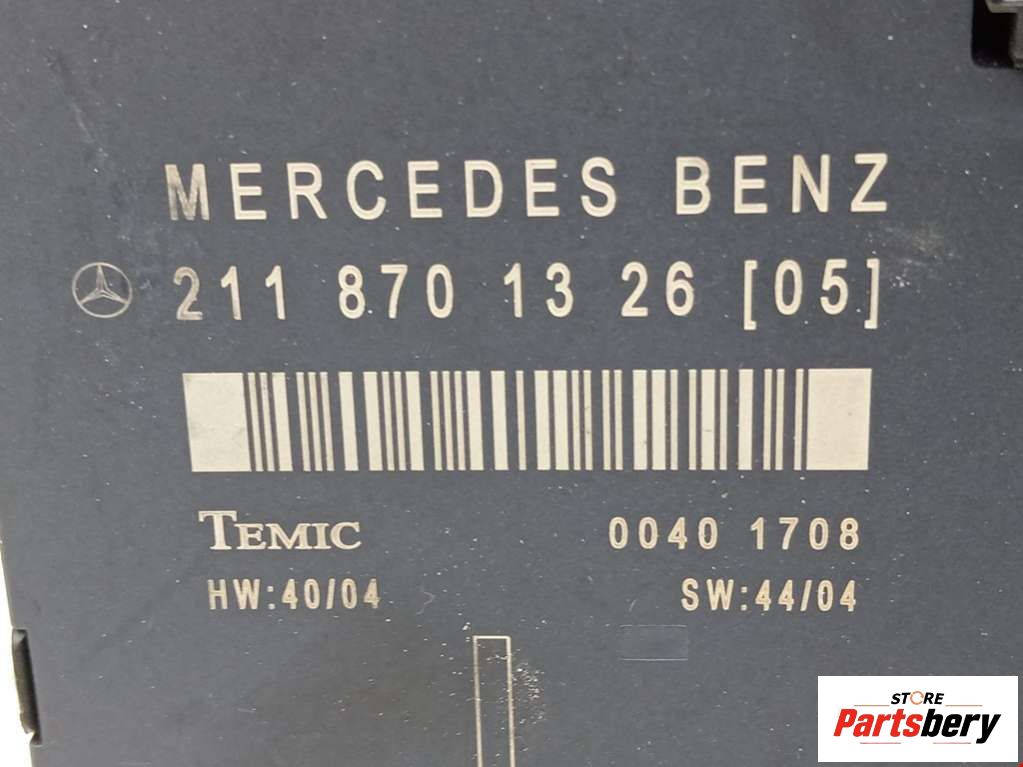 MERCEDES BENZ
211 870 13 26 [05]
TEMIC
0040 1708
HW:40/04
SW:44/04
STORE
Partsbery